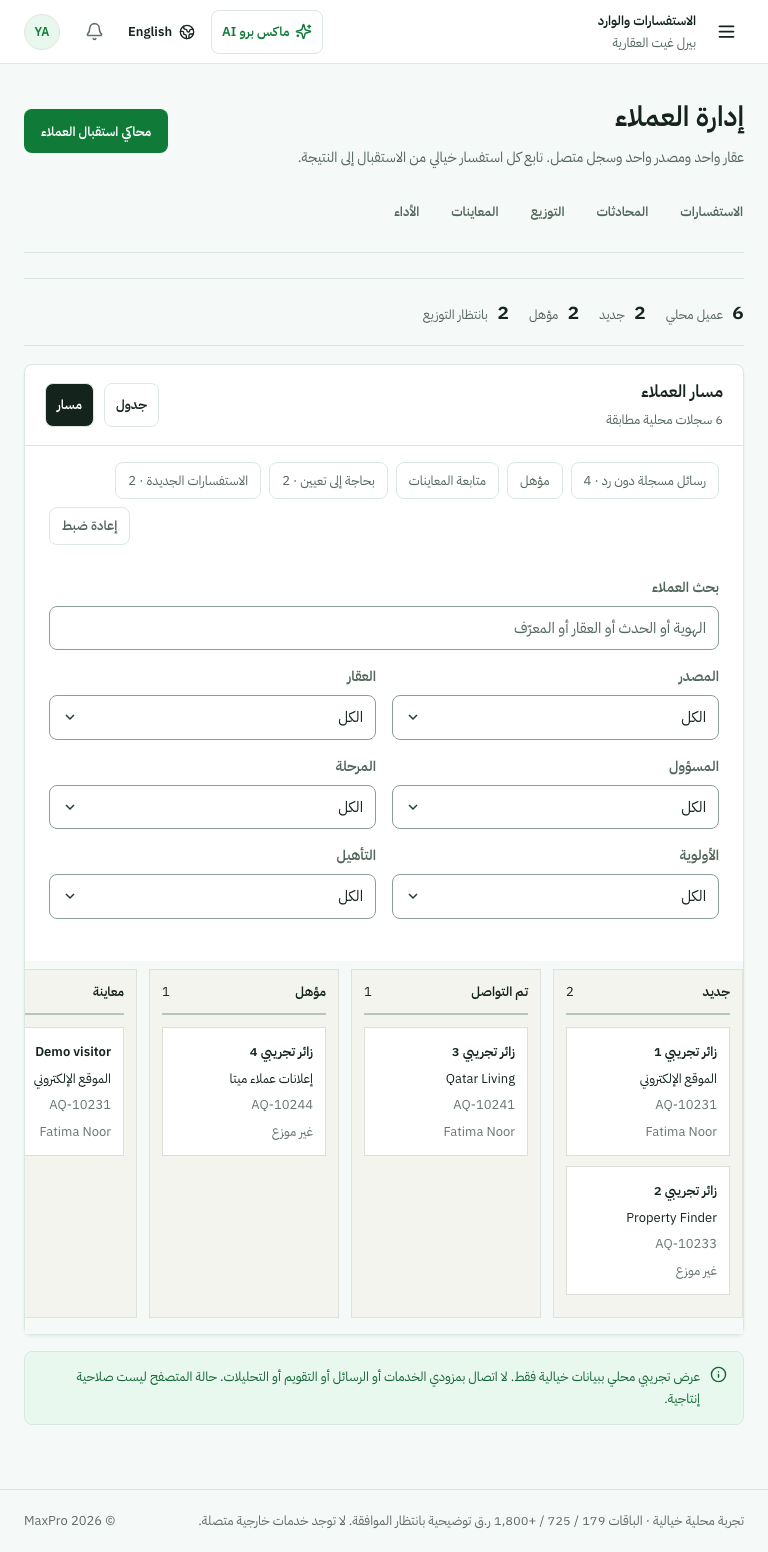 الاستفسارات والوارد
بيرل غيت العقارية
ماكس برو AI
English
YA
إدارة العملاء
عقار واحد ومصدر واحد وسجل متصل. تابع كل استفسار خيالي من الاستقبال إلى النتيجة.
محاكي استقبال العملاء
الاستفسارات
المحادثات
التوزيع
المعاينات
الأداء
6 عميل محلي
2 جديد
2 مؤهل
2 بانتظار التوزيع
مسار العملاء
6 سجلات محلية مطابقة
جدول
مسار
رسائل مسجلة دون رد · 4
مؤهل
متابعة المعاينات
بحاجة إلى تعيين · 2
الاستفسارات الجديدة · 2
إعادة ضبط
بحث العملاء
الهوية أو الحدث أو العقار أو المعرّف
المصدر
الكل
العقار
الكل
المسؤول
الكل
المرحلة
الكل
الأولوية
الكل
التأهيل
الكل
جديد 2
زائر تجريبي 1
الموقع الإلكتروني
AQ-10231
Fatima Noor
زائر تجريبي 2
Property Finder
AQ-10233
غير موزع
تم التواصل 1
زائر تجريبي 3
Qatar Living
AQ-10241
Fatima Noor
مؤهل 1
زائر تجريبي 4
إعلانات عملاء ميتا
AQ-10244
غير موزع
معاينة
Demo visitor
الموقع الإلكتروني
AQ-10231
Fatima Noor
عرض تجريبي محلي ببيانات خيالية فقط. لا اتصال بمزودي الخدمات أو الرسائل أو التقويم أو التحليلات. حالة المتصفح ليست صلاحية
إنتاجية.
تجربة محلية خيالية · الباقات 179 / 725 / +1,800 ر.ق توضيحية بانتظار الموافقة. لا توجد خدمات خارجية متصلة.
© 2026 MaxPro